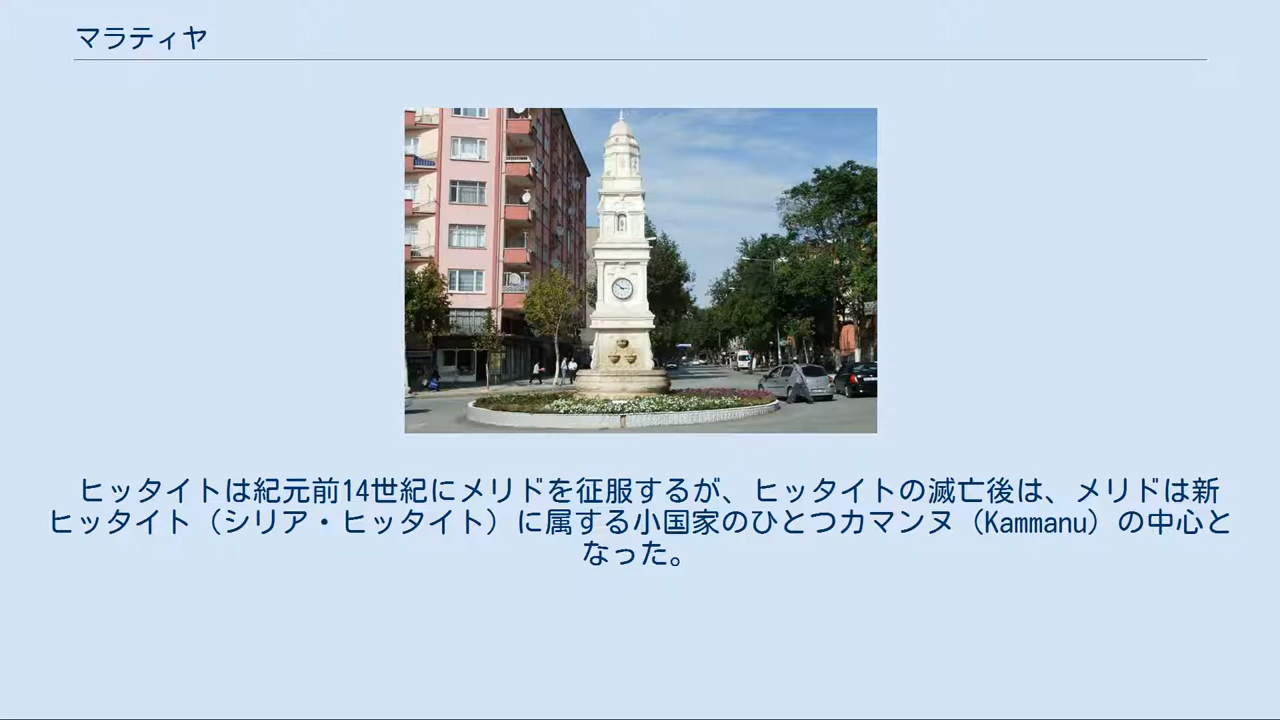 マラティヤ
ヒッタイトは紀元前14世紀にメリドを征服するが、ヒッタイトの滅亡後は、メリドは新
ヒッタイト（シリア・ヒッタイト）に属する小国家のひとつカマンヌ（Kammanu）の中心と
なった。